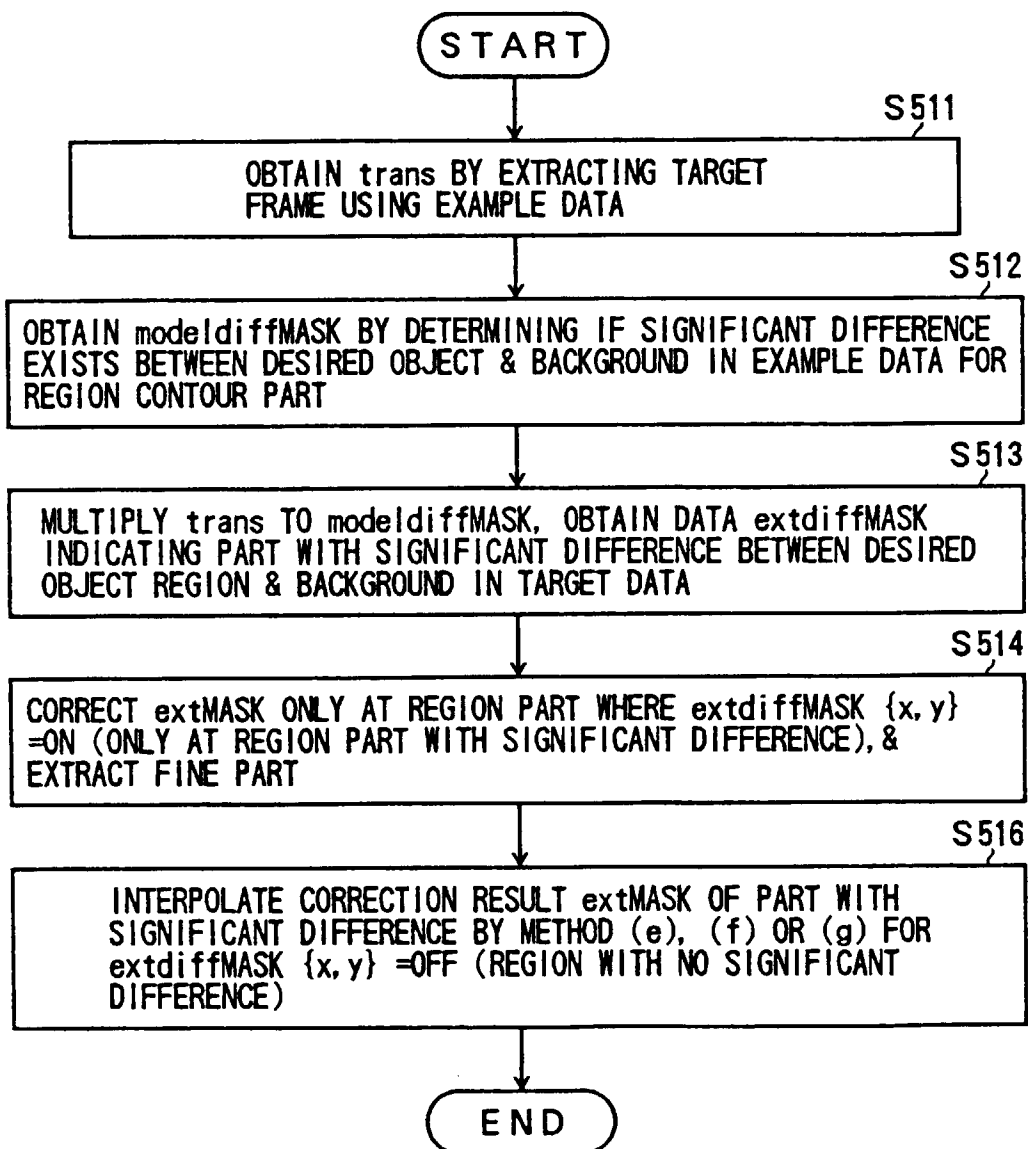 START
S511
OBTAIN trans BY EXTRACTING TARGET
FRAME USING EXAMPLE DATA
S512
OBTAIN modeldiffMASK BY DETERMINING IF SIGNIFICANT DIFFERENCE
EXISTS BETWEEN DESIRED OBJECT & BACKGROUND IN EXAMPLE DATA FOR
REGION CONTOUR PART
S513
MULTIPLY trans TO modeldiffMASK, OBTAIN DATA extdiffMASK
INDICATING PART WITH SIGNIFICANT DIFFERENCE BETWEEN DESIRED
OBJECT REGION & BACKGROUND IN TARGET DATA
S514
CORRECT extMASK ONLY AT REGION PART WHERE extdiffMASK {x, y}
=ON (ONLY AT REGION PART WITH SIGNIFICANT DIFFERENCE), &
EXTRACT FINE PART
S516
INTERPOLATE CORRECTION RESULT extMASK OF PART WITH
SIGNIFICANT DIFFERENCE BY METHOD (e), (f) OR (g) FOR
extdiffMASK {x, y} =OFF (REGION WITH NO SIGNIFICANT
DIFFERENCE)
END